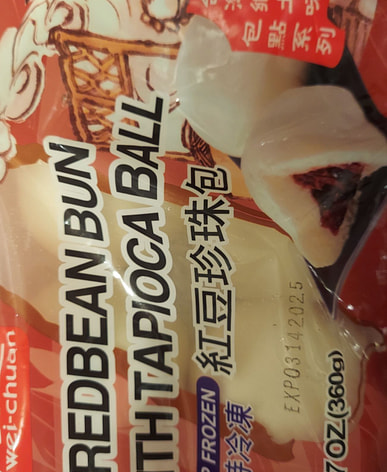 包點系列
wei-chuan
REDBEAN BUN
ITH TAPIOCA BALL
紅豆珍珠包
FROZEN
冷凍
EXP03142025
7 OZ.(360g)